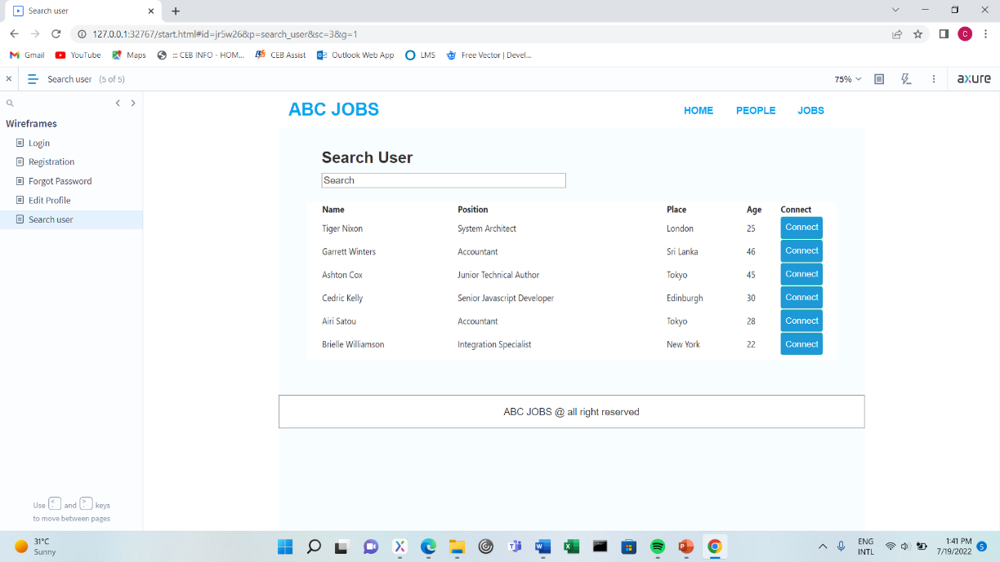 Search user
127.0.0.1:32767/start.html#id=jr5w26&p=search_user&sc=3&g=1
C
Gmail YouTube Maps ::: CEB INFO - HOM... CEB Assist Outlook Web App LMS Free Vector | Devel...
Search user (5 of 5) 75% axure
Wireframes
Login
Registration
Forgot Password
Edit Profile
Search user
Use < and > keys
to move between pages
ABC JOBS HOME PEOPLE JOBS
Search User
Search
Name Position Place Age Connect
Tiger Nixon System Architect London 25 Connect
Garrett Winters Accountant Sri Lanka 46 Connect
Ashton Cox Junior Technical Author Tokyo 45 Connect
Cedric Kelly Senior Javascript Developer Edinburgh 30 Connect
Airi Satou Accountant Tokyo 28 Connect
Brielle Williamson Integration Specialist New York 22 Connect
ABC JOBS @ all right reserved
31°C
Sunny
ENG
INTL
1:41 PM
7/19/2022
5